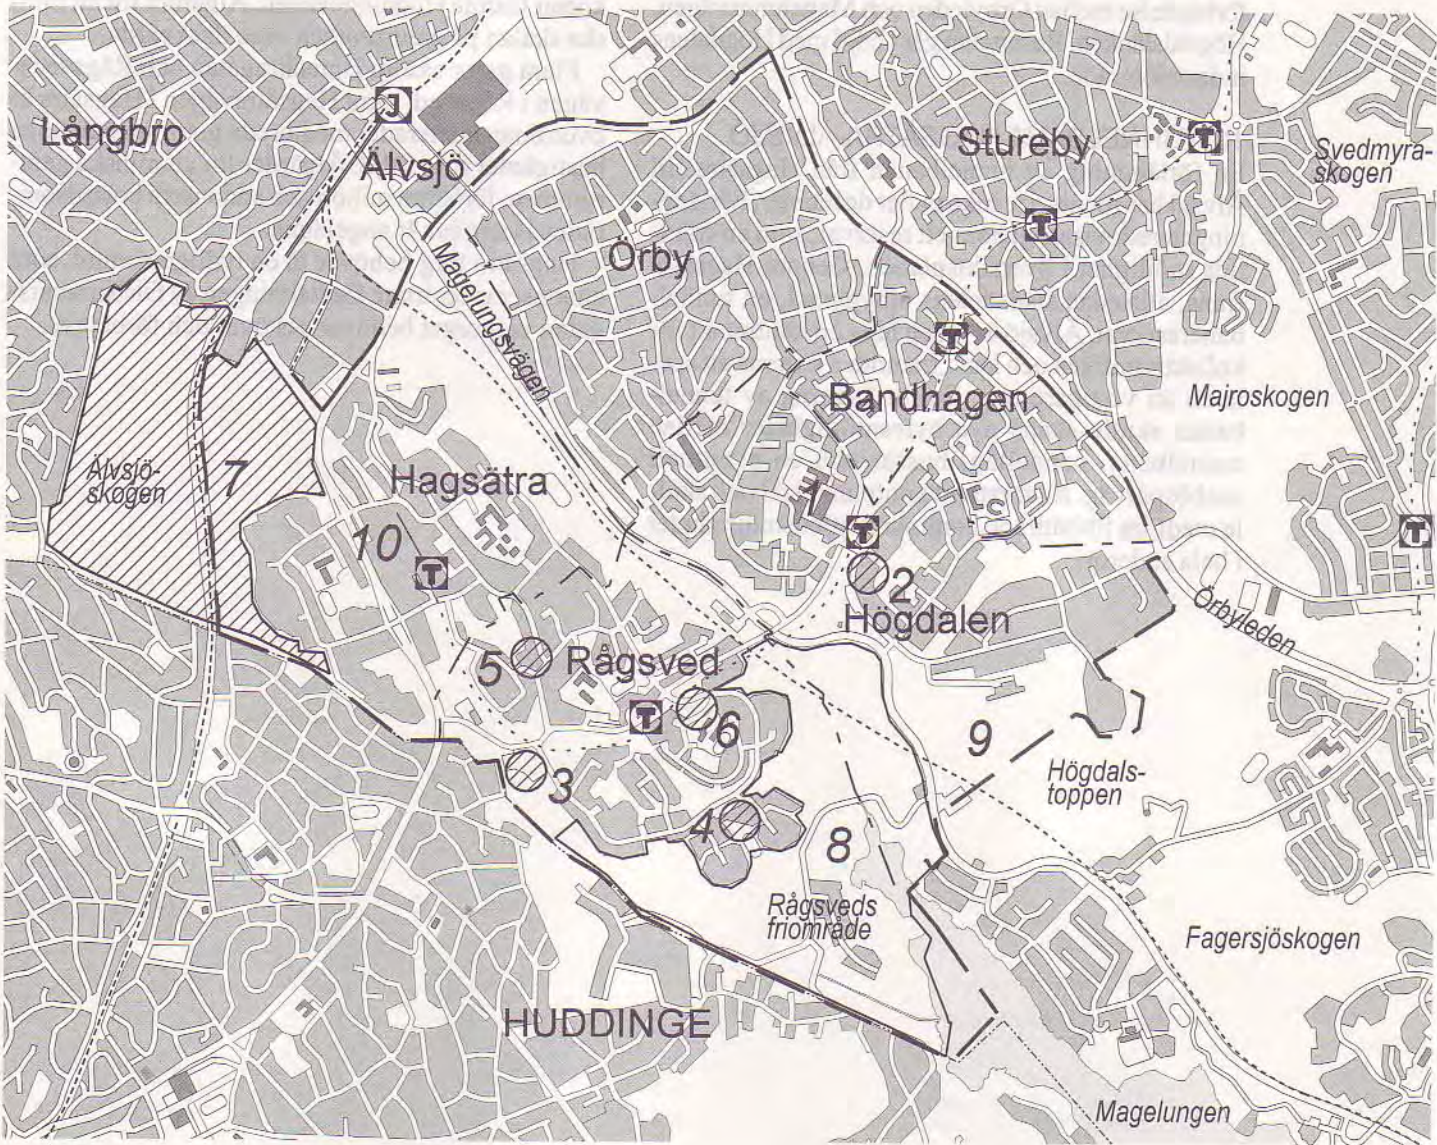 J
Långbro
Älvsjö
Stureby
T
Svedmyra-
skogen
T
Örby
Magelungsvägen
T
Bandhagen
Majroskogen
Älvsjö-
skogen
7
Hagsätra
1
T
T
10
T
2
Högdalen
Örbyleden
5
Rågsved
T
6
9
3
Högdals-
toppen
4
8
Rågsveds
friområde
Fagersjöskogen
HUDDINGE
Magelungen